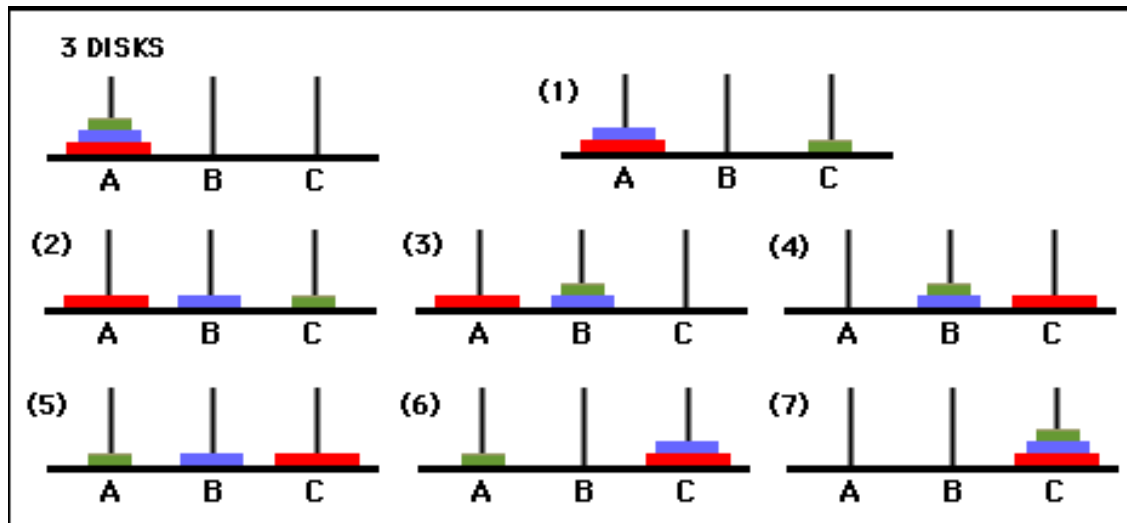 3 DISKS
(1)
A B C
A B C
(2) (3) (4)
A B C A B C A B C
(5) (6) (7)
A B C A B C A B C